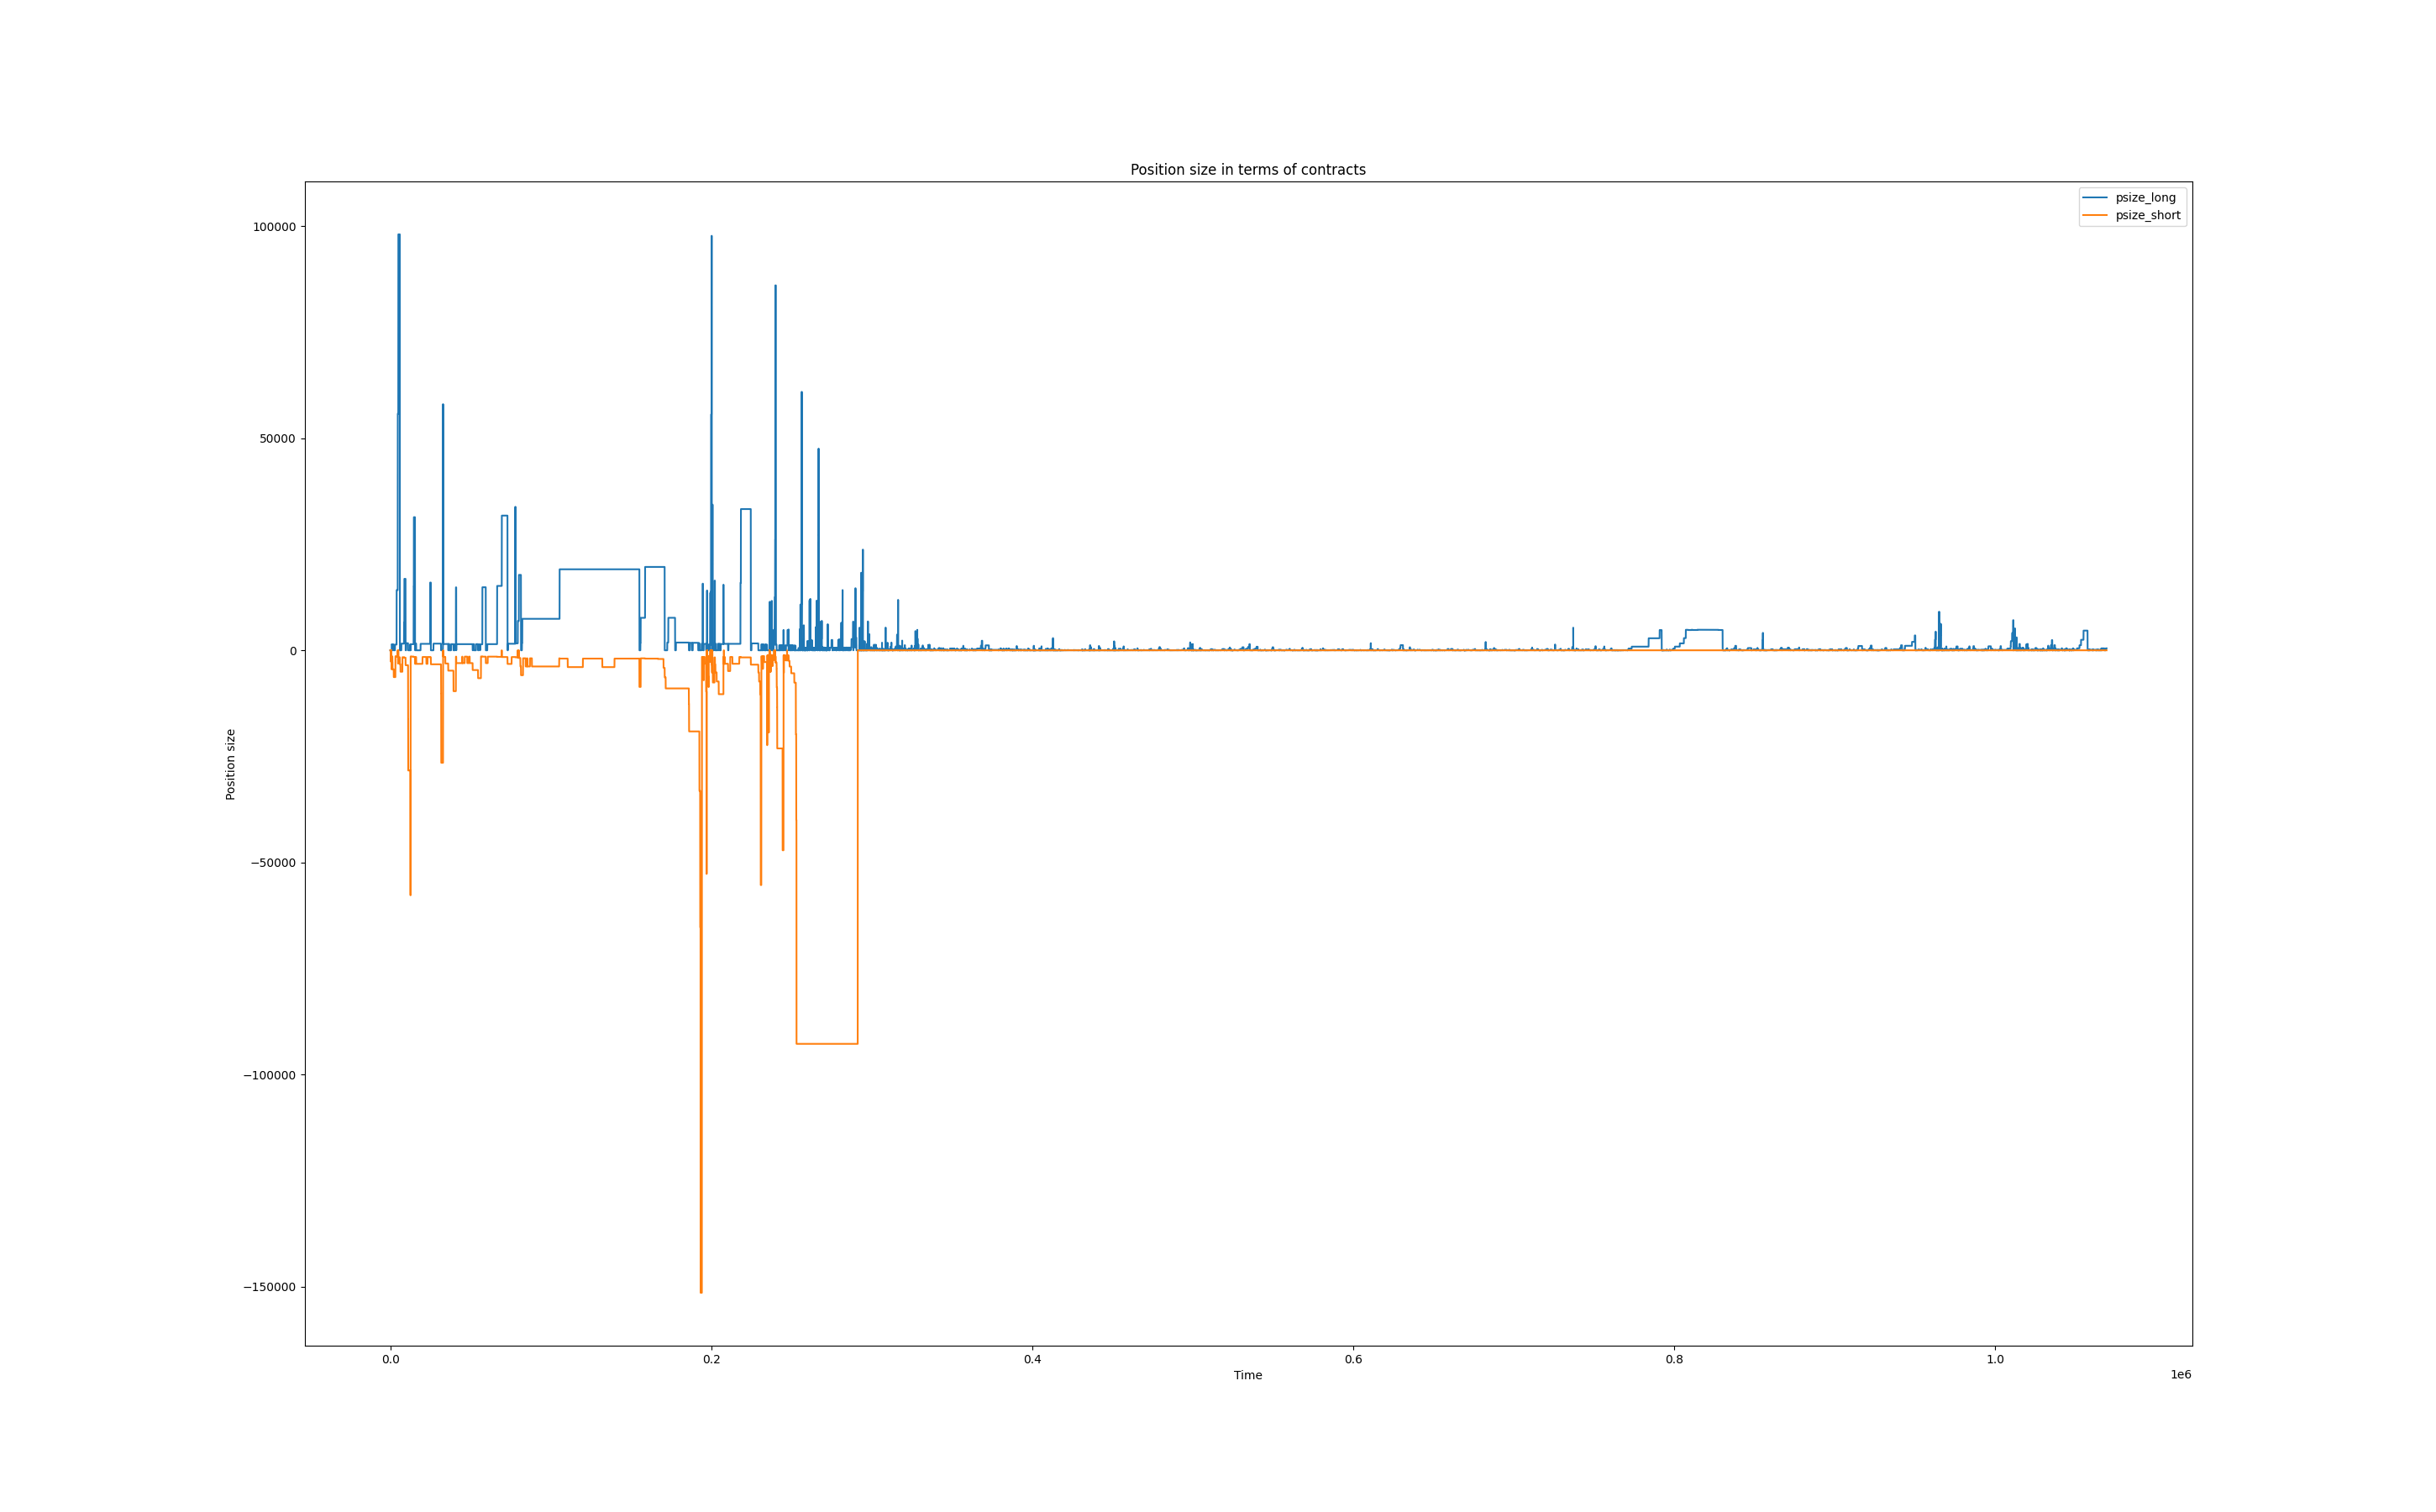 Position size in terms of contracts
psize_long
psize_short
100000
50000
0
−50000
−100000
−150000
Position size
0.0
0.2
0.4
0.6
0.8
1.0
Time
1e6